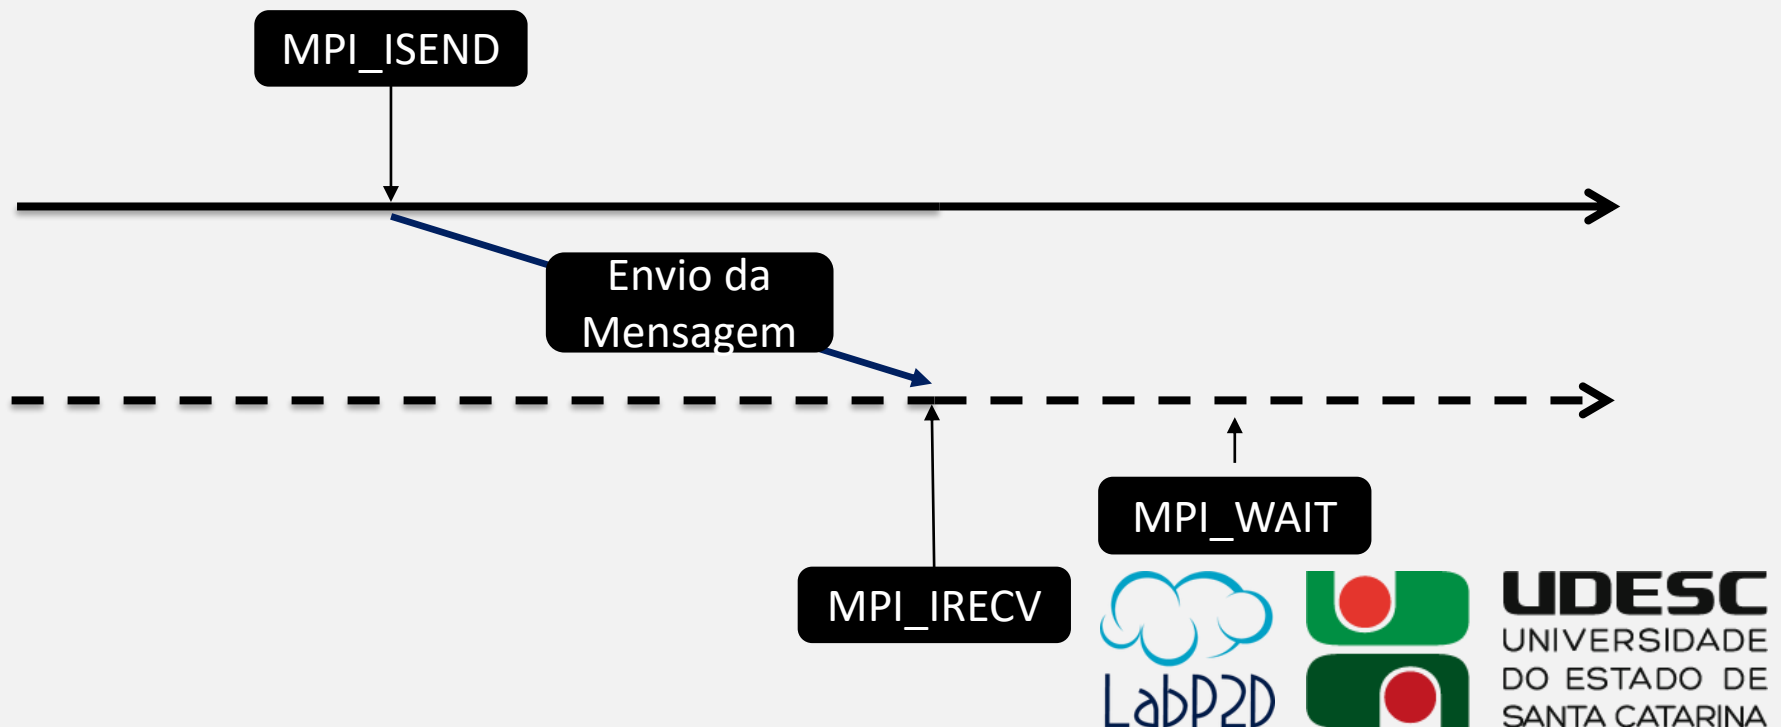 MPI_ISEND
Envio da
Mensagem
MPI_WAIT
MPI_IRECV
LabP2D
UDESC
UNIVERSIDADE
DO ESTADO DE
SANTA CATARINA